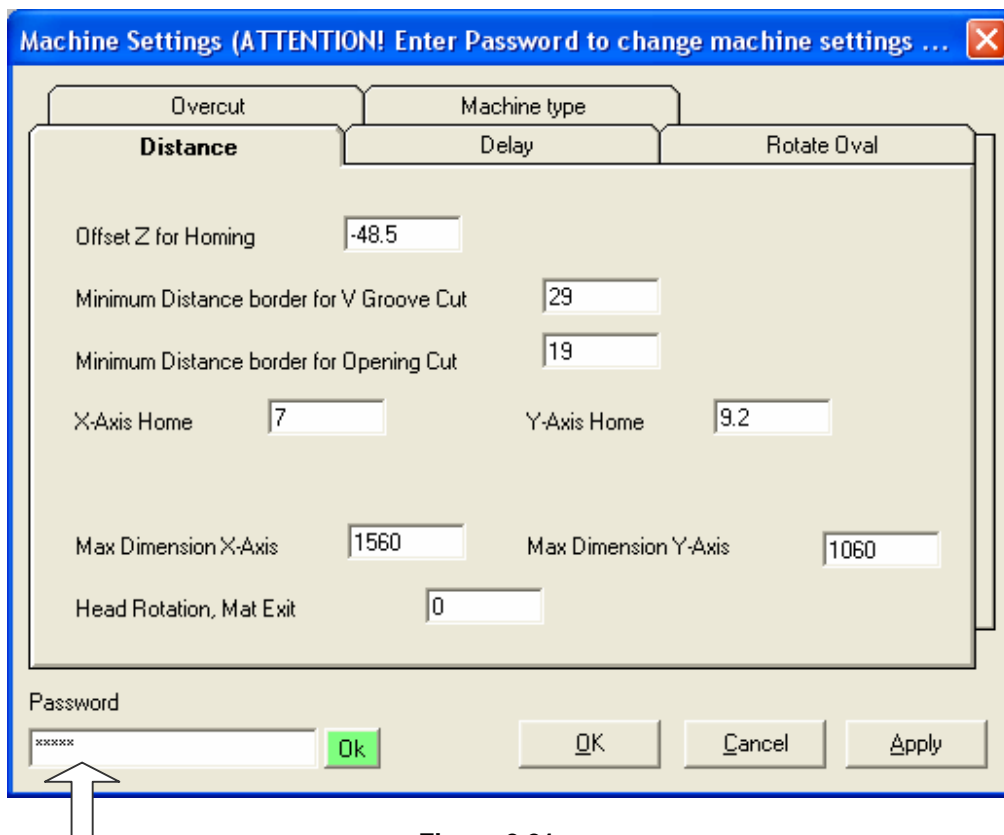 Machine Settings (ATTENTION! Enter Password to change machine settings ...
Overcut Machine type
Distance Delay Rotate Oval
Offset Z for Homing -48.5
Minimum Distance border for V Groove Cut 29
Minimum Distance border for Opening Cut 19
X-Axis Home 7 Y-Axis Home 9.2
Max Dimension X-Axis 1560 Max Dimension Y-Axis 1060
Head Rotation, Mat Exit 0
Password
xxxxx Ok OK Cancel Apply